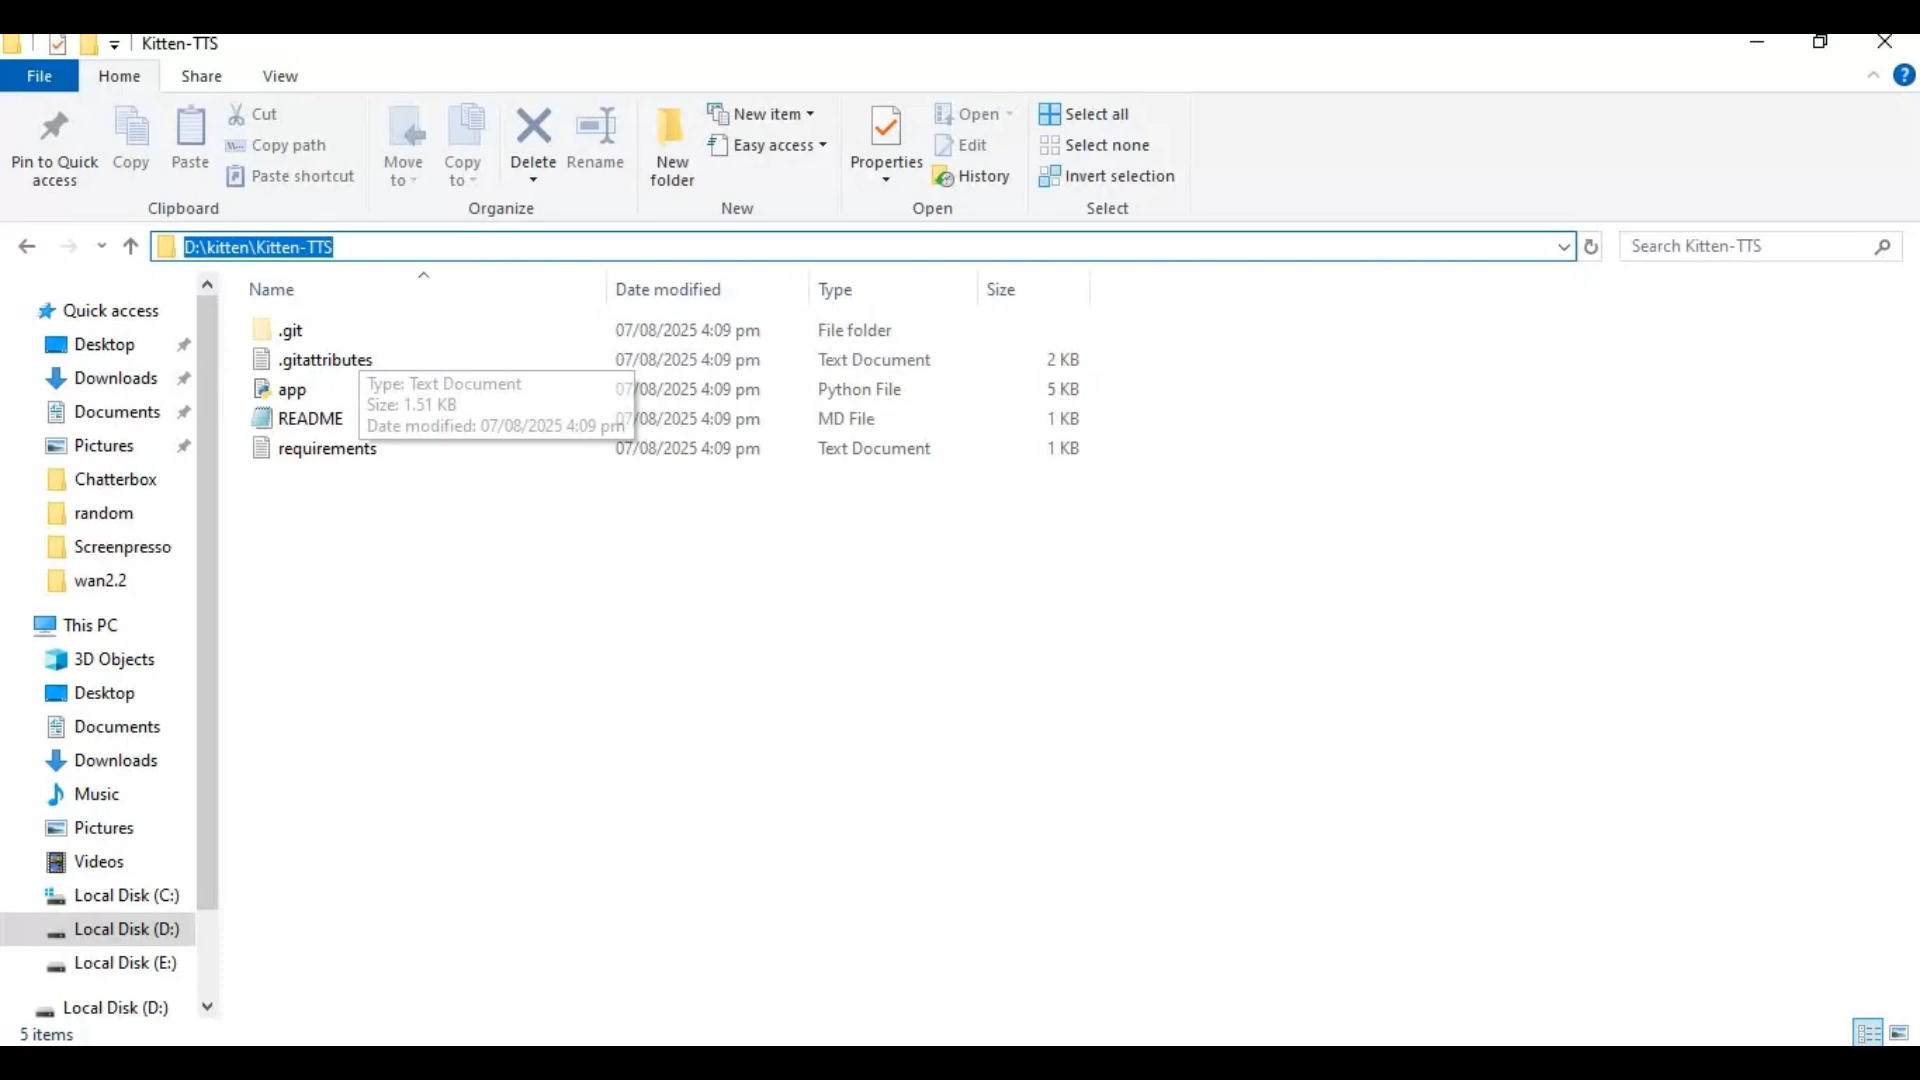 Kitten-TTS
File Home Share View
Pin to Quick access
Copy
Paste
Cut
Copy path
Paste shortcut
Clipboard
Move to
Copy to
Delete
Rename
Organize
New folder
New item
Easy access
New
Properties
Open
Edit
History
Open
Select all
Select none
Invert selection
Select
D:\kitten\Kitten-TTS
Search Kitten-TTS
Name Date modified Type Size
.git 07/08/2025 4:09 pm File folder
.gitattributes 07/08/2025 4:09 pm Text Document 2 KB
app 07/08/2025 4:09 pm Python File 5 KB
README 07/08/2025 4:09 pm MD File 1 KB
requirements 07/08/2025 4:09 pm Text Document 1 KB
Type: Text Document
Size: 1.51 KB
Date modified: 07/08/2025 4:09 pm
Quick access
Desktop
Downloads
Documents
Pictures
Chatterbox
random
Screenpresso
wan2.2
This PC
3D Objects
Desktop
Documents
Downloads
Music
Pictures
Videos
Local Disk (C:)
Local Disk (D:)
Local Disk (E:)
Local Disk (D:)
5 items